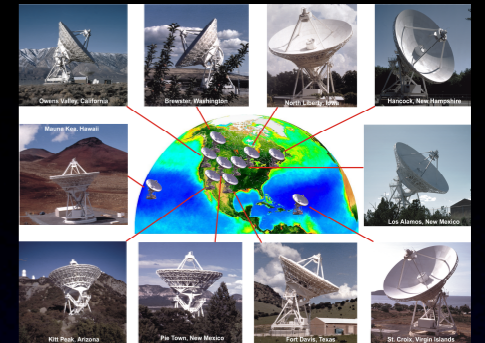 Owens Valley, California
Brewster, Washington
North Liberty, Iowa
Hancock, New Hampshire
Mauna Kea, Hawaii
Los Alamos, New Mexico
Kitt Peak, Arizona
Pie Town, New Mexico
Fort Davis, Texas
St. Croix, Virgin Islands